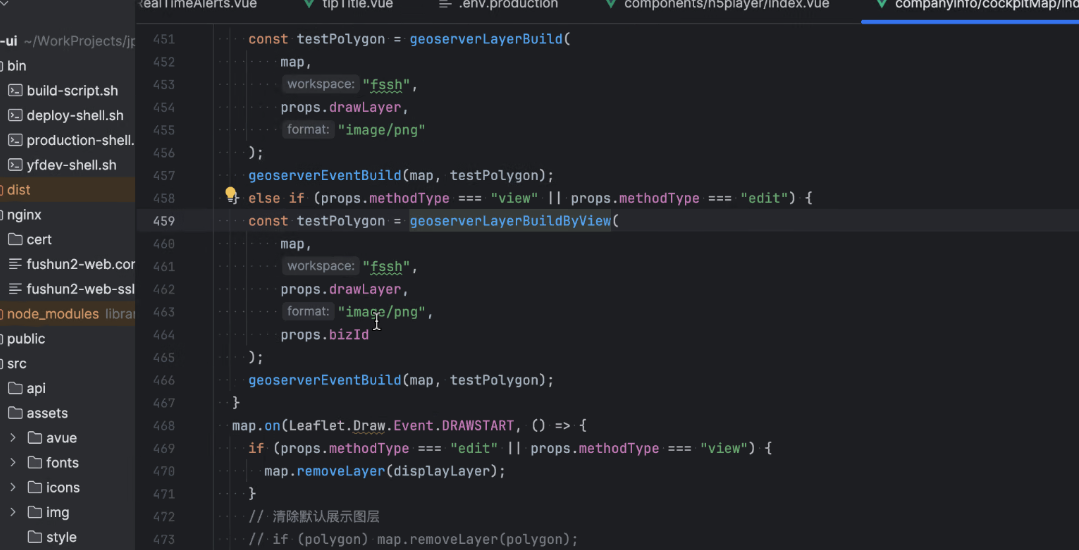 ealTimeAlerts.vue tipTitle.vue .env.production components/h5player/index.vue companyinfo/cockpitMap/ind
-ui ~/WorkProjects/jp
bin
build-script.sh
deploy-shell.sh
production-shell.
yfdev-shell.sh
dist
nginx
cert
fushun2-web.con
fushun2-web-ssl
node_modules librar
public
src
api
assets
avue
fonts
icons
img
style
451 const testPolygon = geoserverLayerBuild(
452 map,
453 workspace: "fssh",
454 props.drawLayer,
455 format: "image/png"
456 );
457 geoserverEventBuild(map, testPolygon);
458 } else if (props.methodType === "view" || props.methodType === "edit") {
459 const testPolygon = geoserverLayerBuildByView(
460 map,
461 workspace: "fssh",
462 props.drawLayer,
463 format: "image/png",
464 props.bizId
465 );
466 geoserverEventBuild(map, testPolygon);
467 }
468 map.on(Leaflet.Draw.Event.DRAWSTART, () => {
469 if (props.methodType === "edit" || props.methodType === "view") {
470 map.removeLayer(displayLayer);
471 }
472 // 清除默认展示图层
473 // if (polygon) map.removeLayer(polygon);